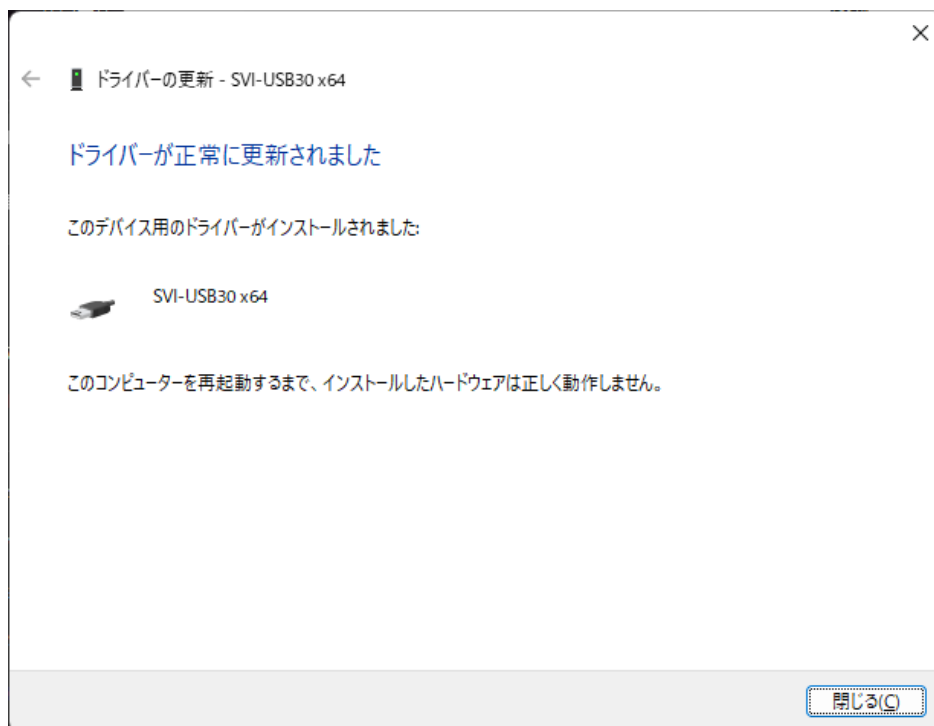 ドライバーの更新 - SVI-USB30 x64
ドライバーが正常に更新されました
このデバイス用のドライバーがインストールされました:
SVI-USB30 x64
このコンピューターを再起動するまで、インストールしたハードウェアは正しく動作しません。
閉じる(C)